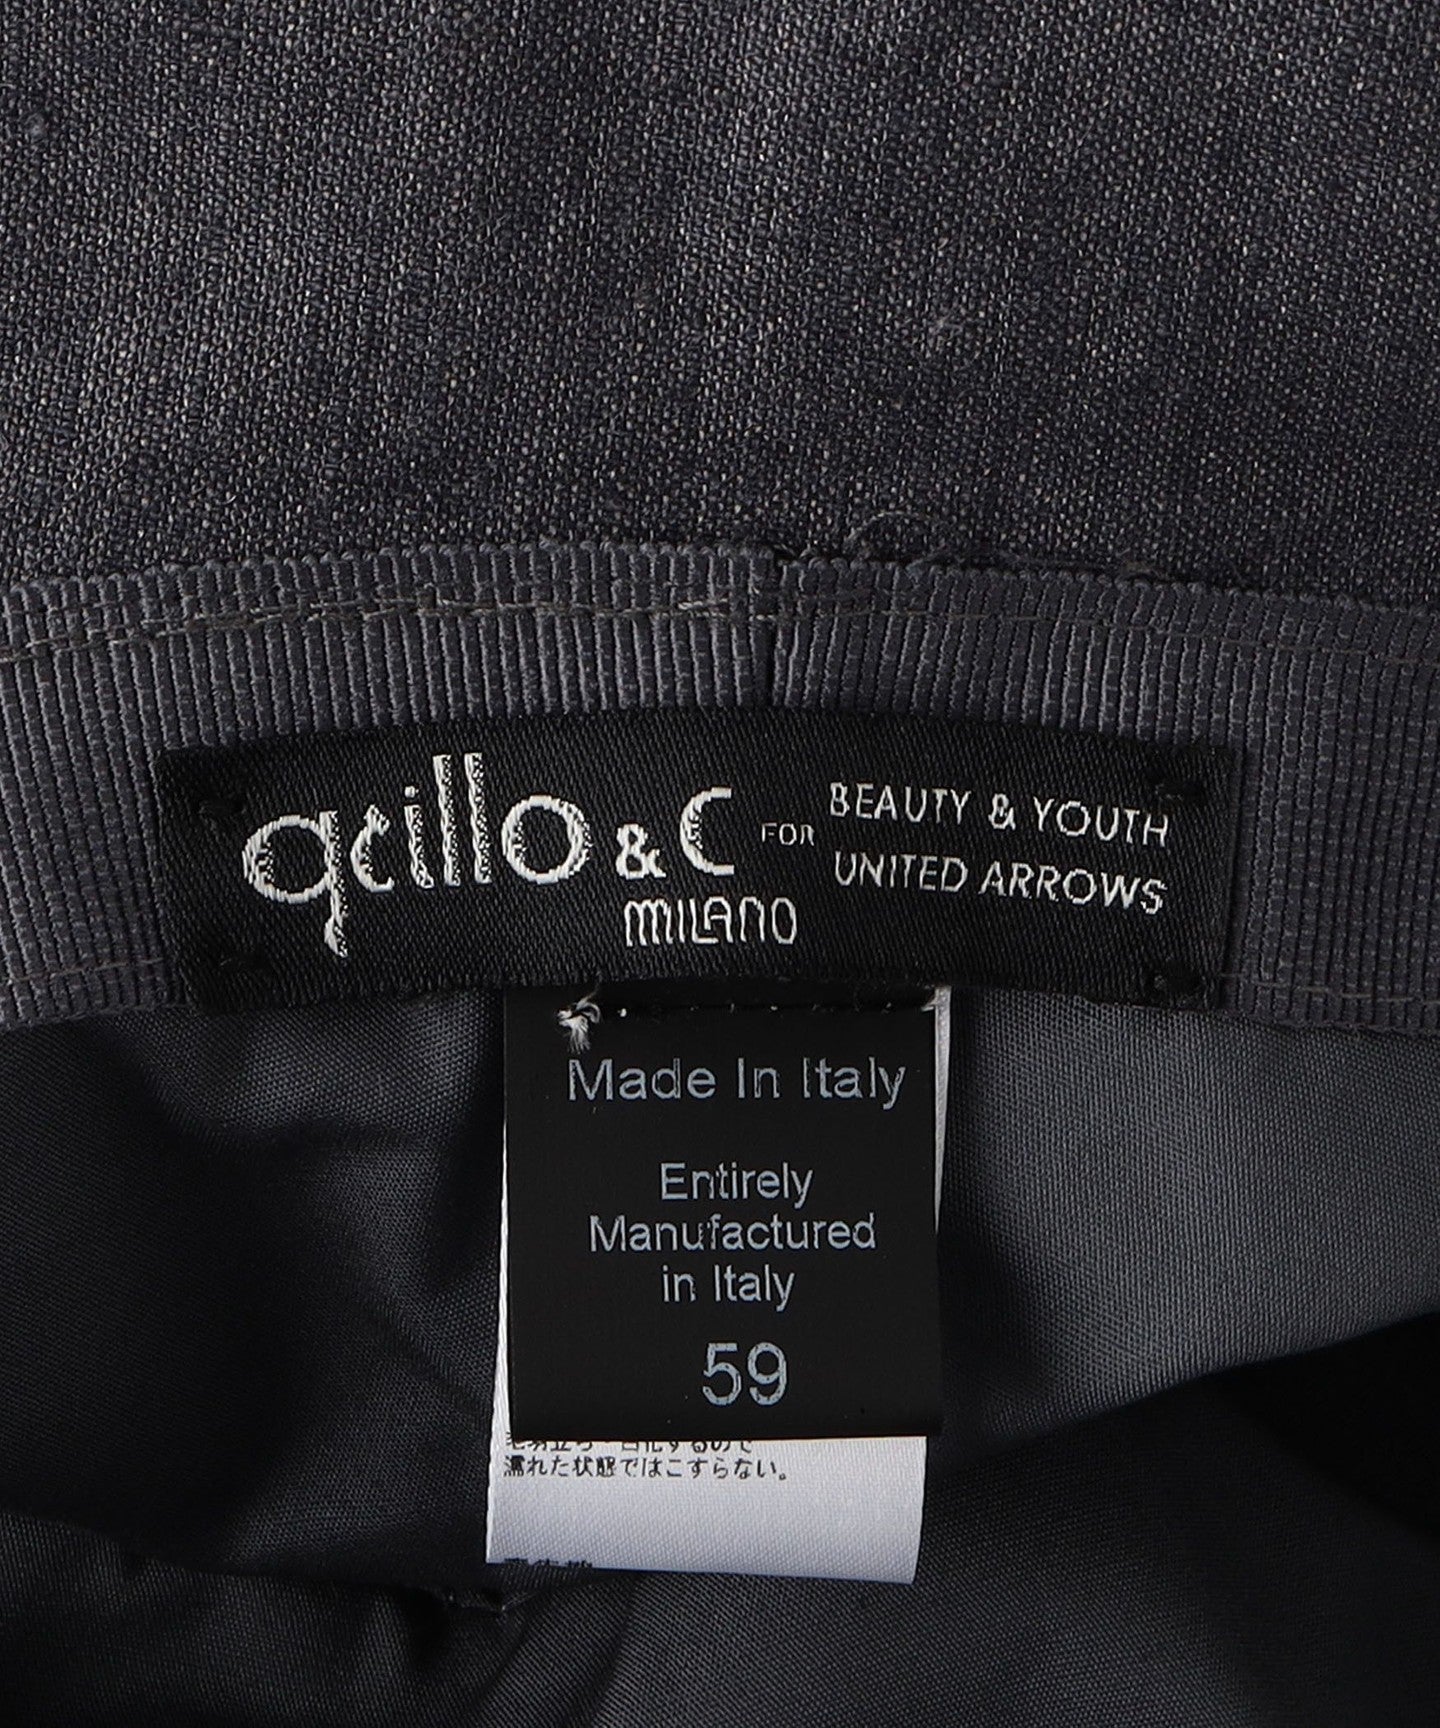 grillo & C FOR BEAUTY & YOUTH
UNITED ARROWS
MILANO
Made In Italy
Entirely
Manufactured
in Italy
59
濡れた状態ではこすらない。